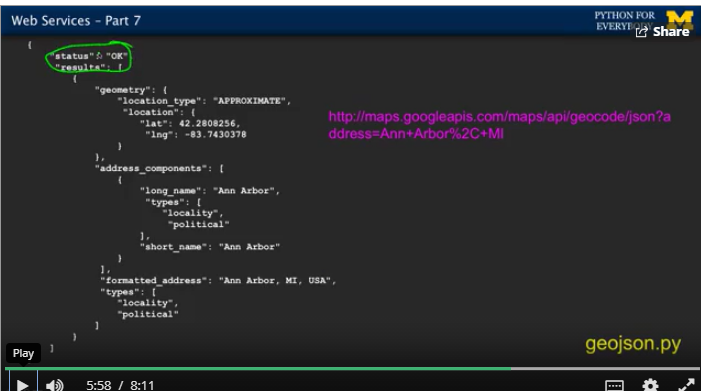 Web Services - Part 7
PYTHON FOR
EVERYBODY
Share
{
"status": "OK"
"results": [
{
"geometry": {
"location_type": "APPROXIMATE",
"location": {
"lat": 42.2808256,
"lng": -83.7430378
}
},
"address_components": [
{
"long_name": "Ann Arbor",
"types": [
"locality",
"political"
],
"short_name": "Ann Arbor"
}
],
"formatted_address": "Ann Arbor, MI, USA",
"types": [
"locality",
"political"
]
}
]
http://maps.googleapis.com/maps/api/geocode/json?a
ddress=Ann+Arbor%2C+MI
geojson.py
Play
5:58 / 8:11